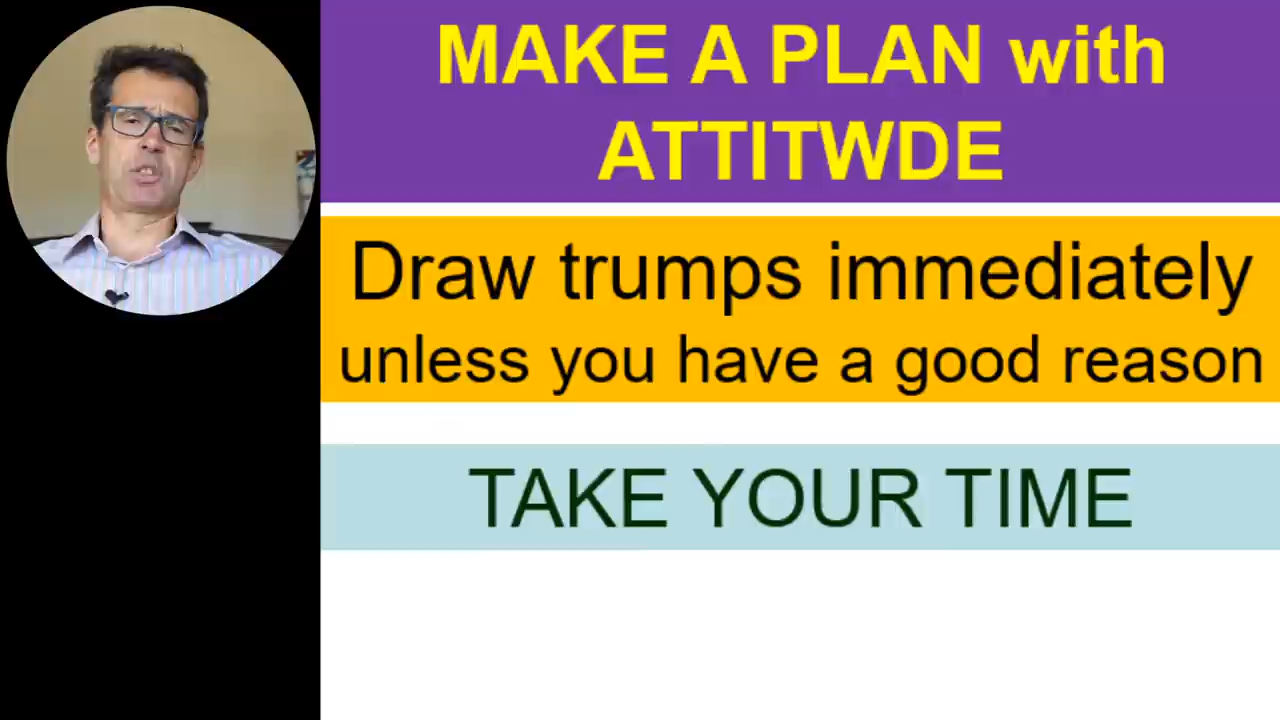 MAKE A PLAN with
ATTITWDE
Draw trumps immediately
unless you have a good reason
TAKE YOUR TIME